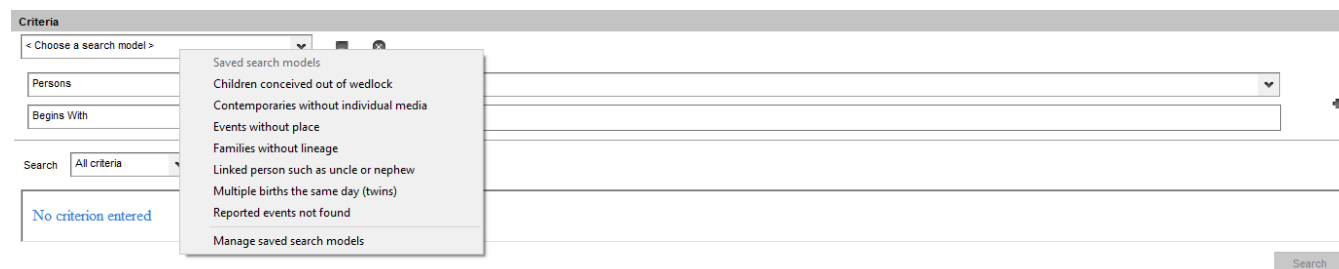 Criteria
< Choose a search model >
Saved search models
Children conceived out of wedlock
Contemporaries without individual media
Events without place
Families without lineage
Linked person such as uncle or nephew
Multiple births the same day (twins)
Reported events not found
Manage saved search models
Persons
Begins With
Search All criteria
No criterion entered
Search